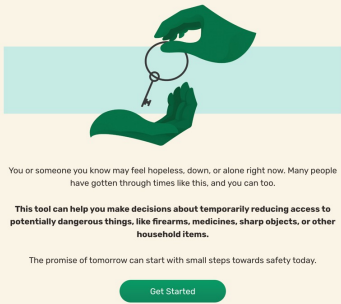 You or someone you know may feel hopeless, down, or alone right now. Many people
have gotten through times like this, and you can too.
This tool can help you make decisions about temporarily reducing access to
potentially dangerous things, like firearms, medicines, sharp objects, or other
household items.
The promise of tomorrow can start with small steps towards safety today.
Get Started